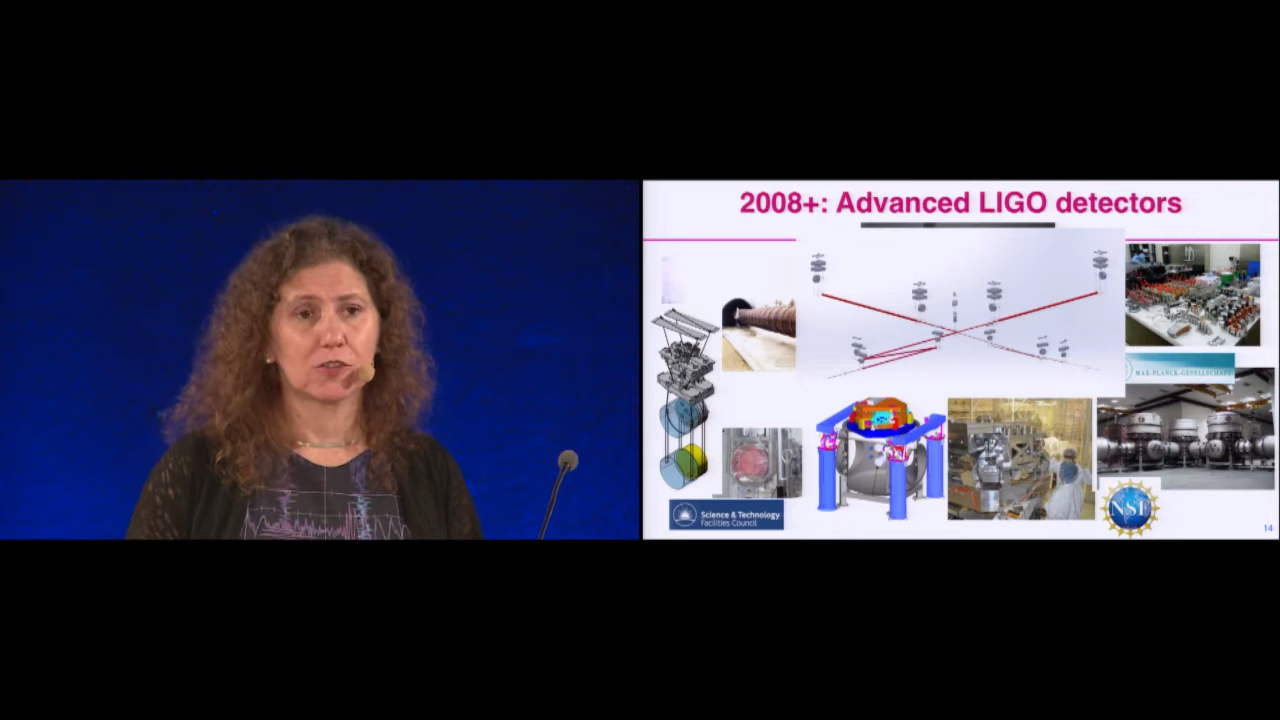 2008+: Advanced LIGO detectors
MAX-PLANCK-GESELLSCHAFT
Science & Technology
Facilities Council
NSF
14